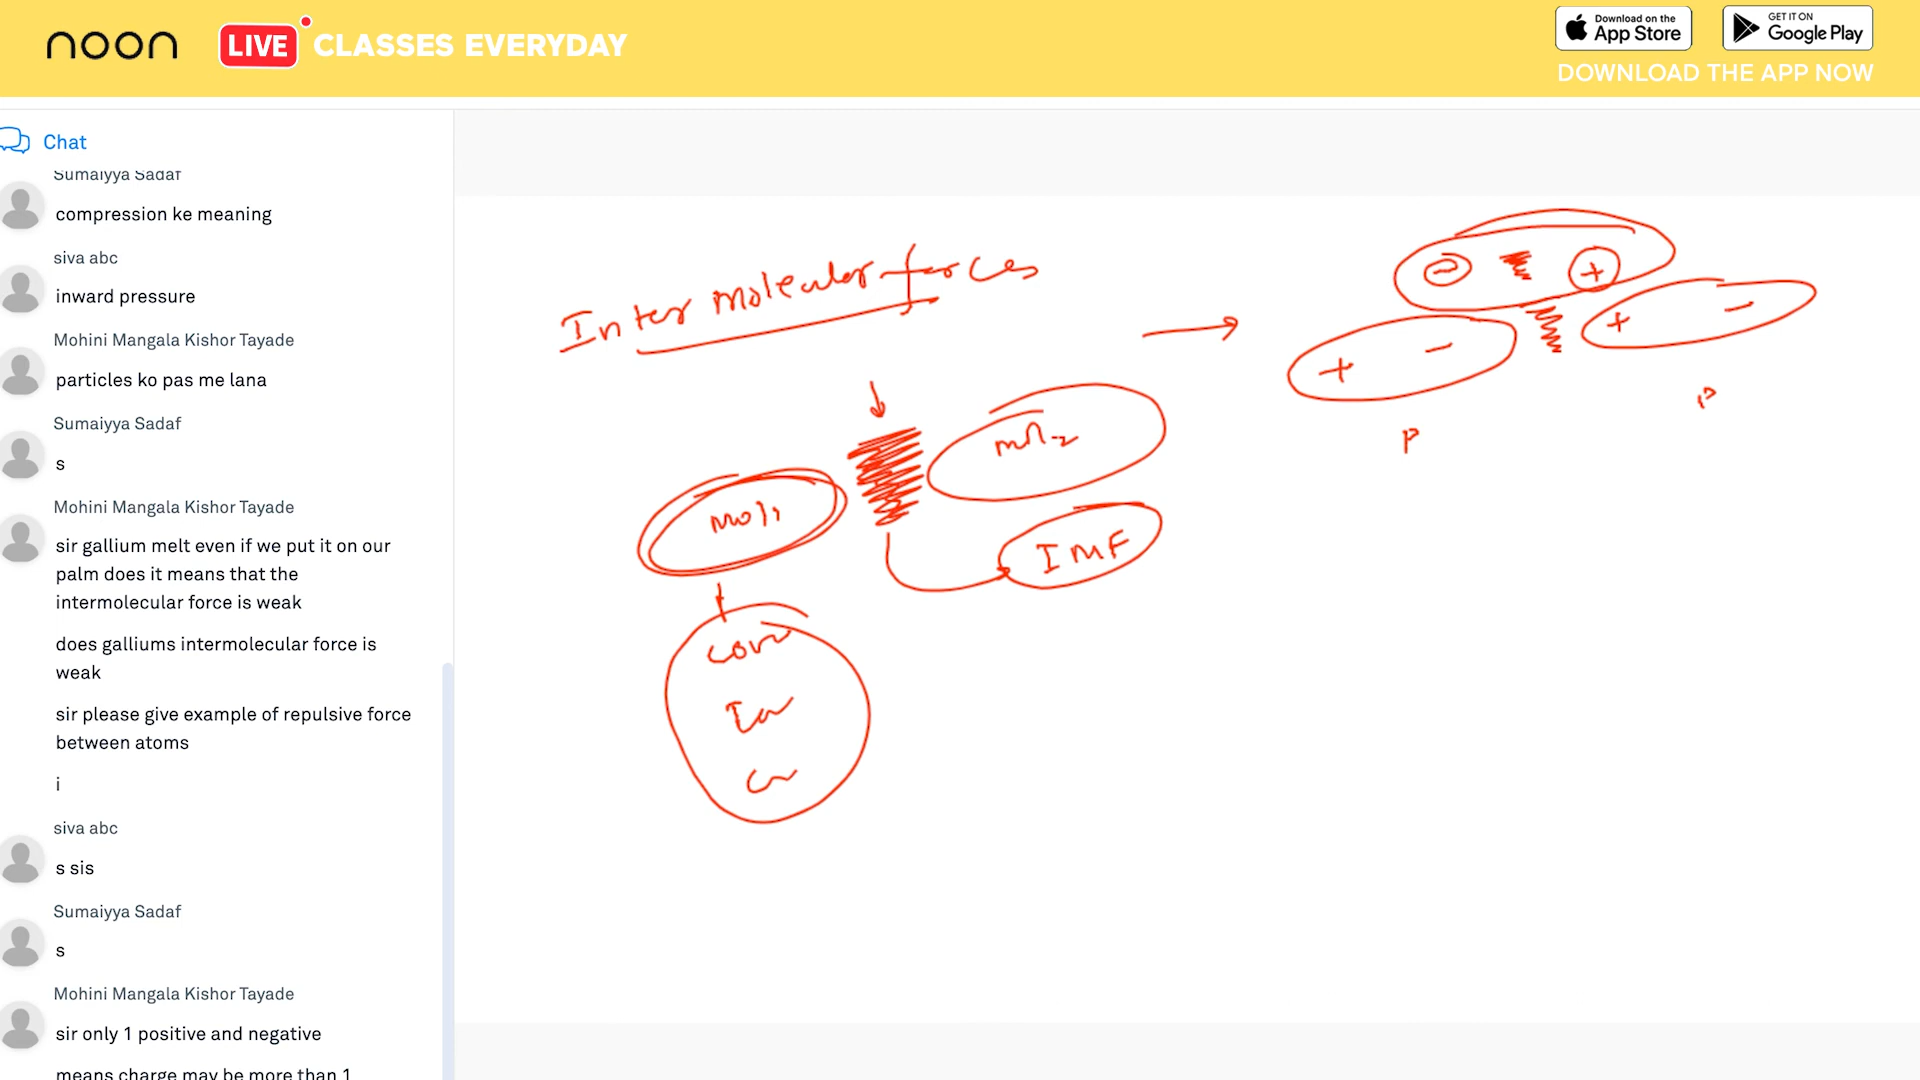 noon LIVE CLASSES EVERYDAY
Download on the App Store
GET IT ON Google Play
DOWNLOAD THE APP NOW
Chat
Sumaiyya Sadaf
compression ke meaning
siva abc
inward pressure
Mohini Mangala Kishor Tayade
particles ko pas me lana
Sumaiyya Sadaf
s
Mohini Mangala Kishor Tayade
sir gallium melt even if we put it on our
palm does it means that the
intermolecular force is weak
does galliums intermolecular force is
weak
sir please give example of repulsive force
between atoms
i
siva abc
s sis
Sumaiyya Sadaf
s
Mohini Mangala Kishor Tayade
sir only 1 positive and negative
means charge may be more than 1
Inter molecular forces
mol2
mol1
IMF
- +
+ - + -
P P